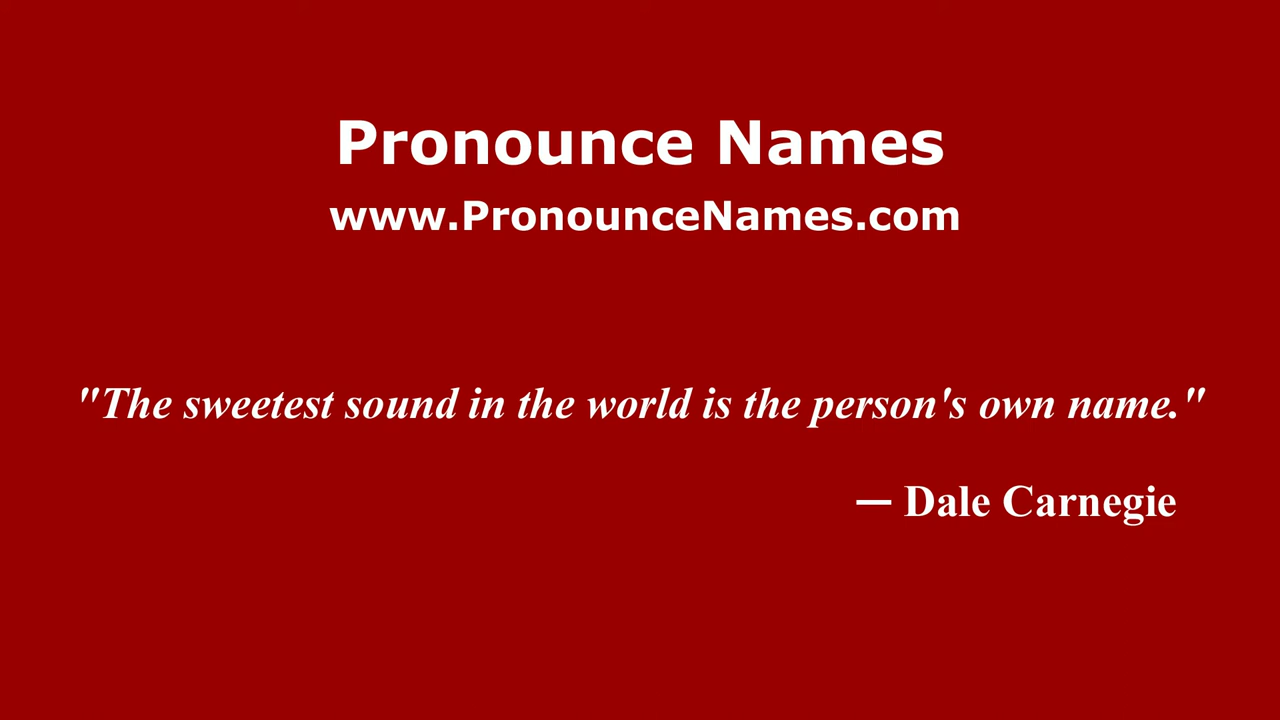 Pronounce Names
www.PronounceNames.com
"The sweetest sound in the world is the person's own name."
— Dale Carnegie